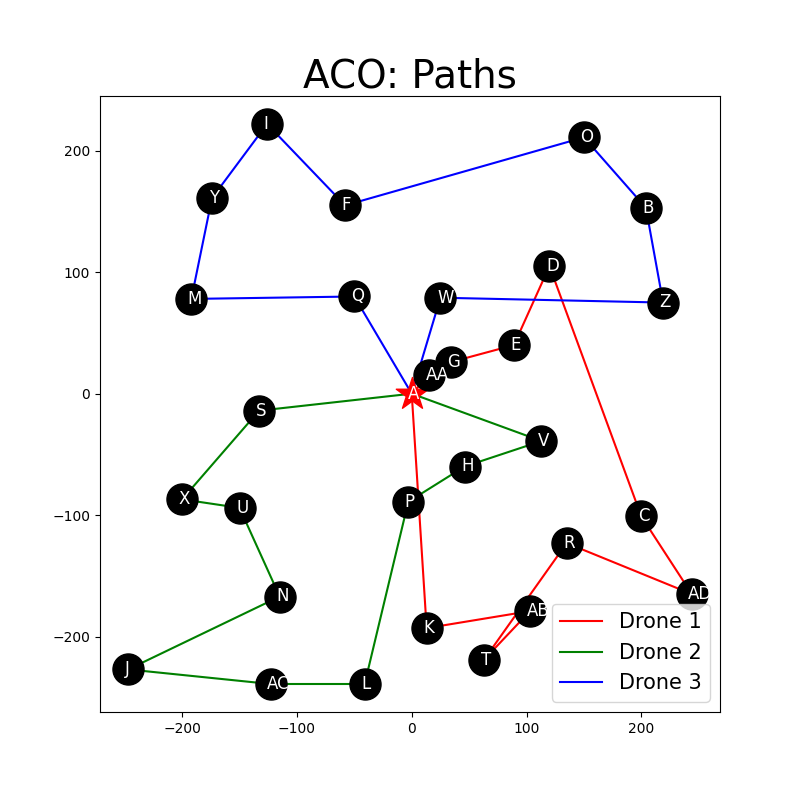 ACO: Paths
I
O
200
Y
F
B
D
100
M
Q
W
Z
E
G
AA
A
0
S
V
H
X
U
P
−100
C
R
N
AD
AB
K
−200
T
J
AC
L
Drone 1
Drone 2
Drone 3
−200
−100
0
100
200